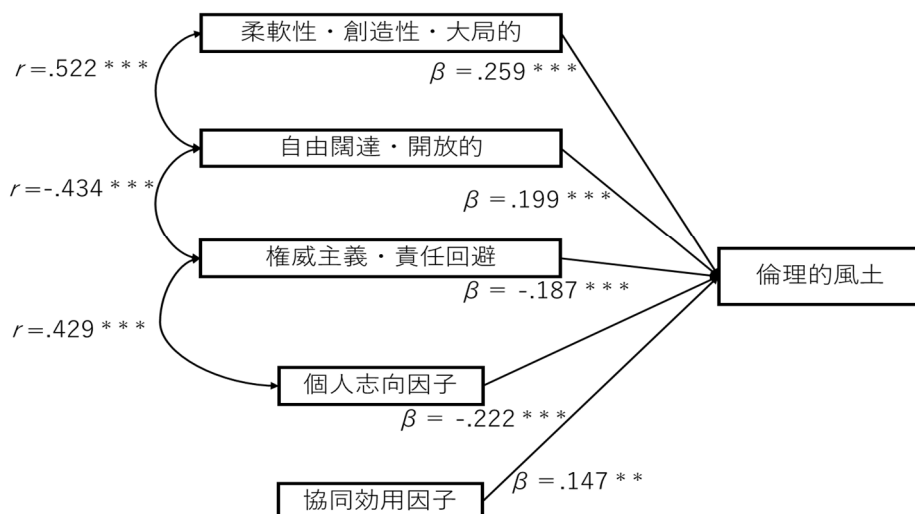 柔軟性・創造性・大局的
r=.522 ***
β =.259 ***
自由闊達・開放的
r=-.434 ***
β =.199 ***
権威主義・責任回避
倫理的風土
β = -.187 ***
r=.429 ***
個人志向因子
β = -.222 ***
β =.147 **
協同効用因子